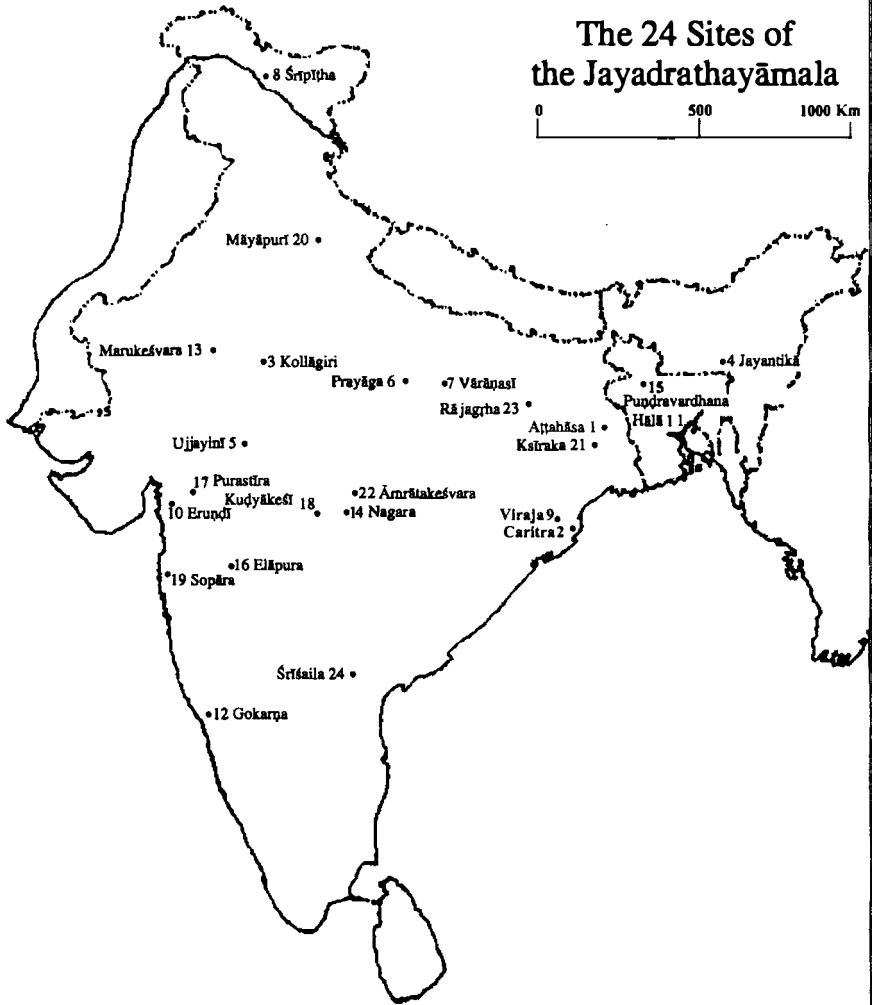 The 24 Sites of
the Jayadrathayāmala
0 500 1000 Km
8 Śrīpīṭha
Māyāpurī 20
Marukeśvara 13
3 Kollāgiri
4 Jayantikā
Prayāga 6
7 Vārāṇasī
15
Puṇḍravardhana
Rājagṛha 23
Hālā 11
Aṭṭahāsa 1
Ujjayinī 5
Kṣīraka 21
17 Purastīra
Kuḍyākeśī 18
22 Āmrātakeśvara
10 Eruṇḍī
14 Nagara
Viraja 9
Caritra 2
16 Elāpura
19 Sopāra
Śrīśaila 24
12 Gokarṇa